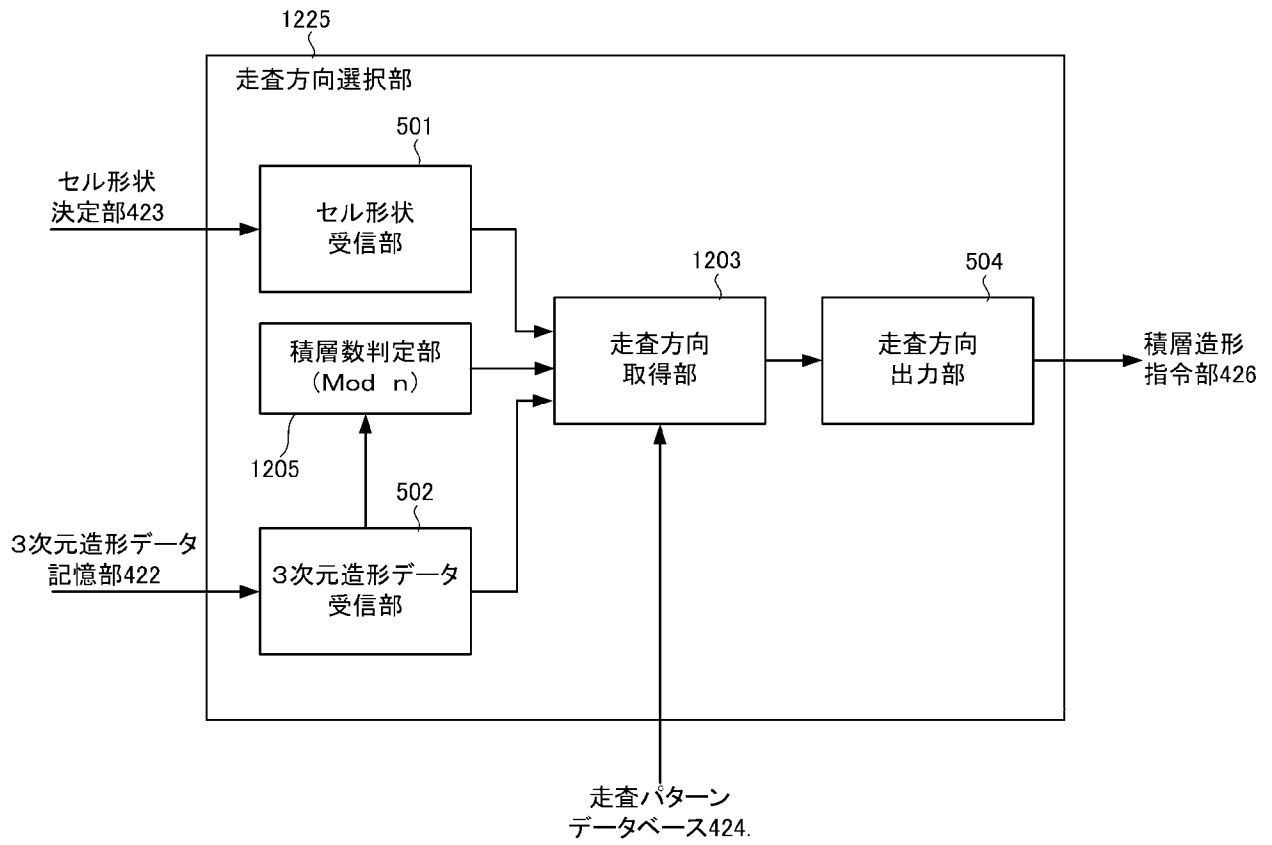 1225
走査方向選択部
501
セル形状
決定部423
セル形状
受信部
1203
504
積層数判定部
(Mod n)
走査方向
取得部
走査方向
出力部
積層造形
指令部426
1205
502
3次元造形データ
記憶部422
3次元造形データ
受信部
走査パターン
データベース424.